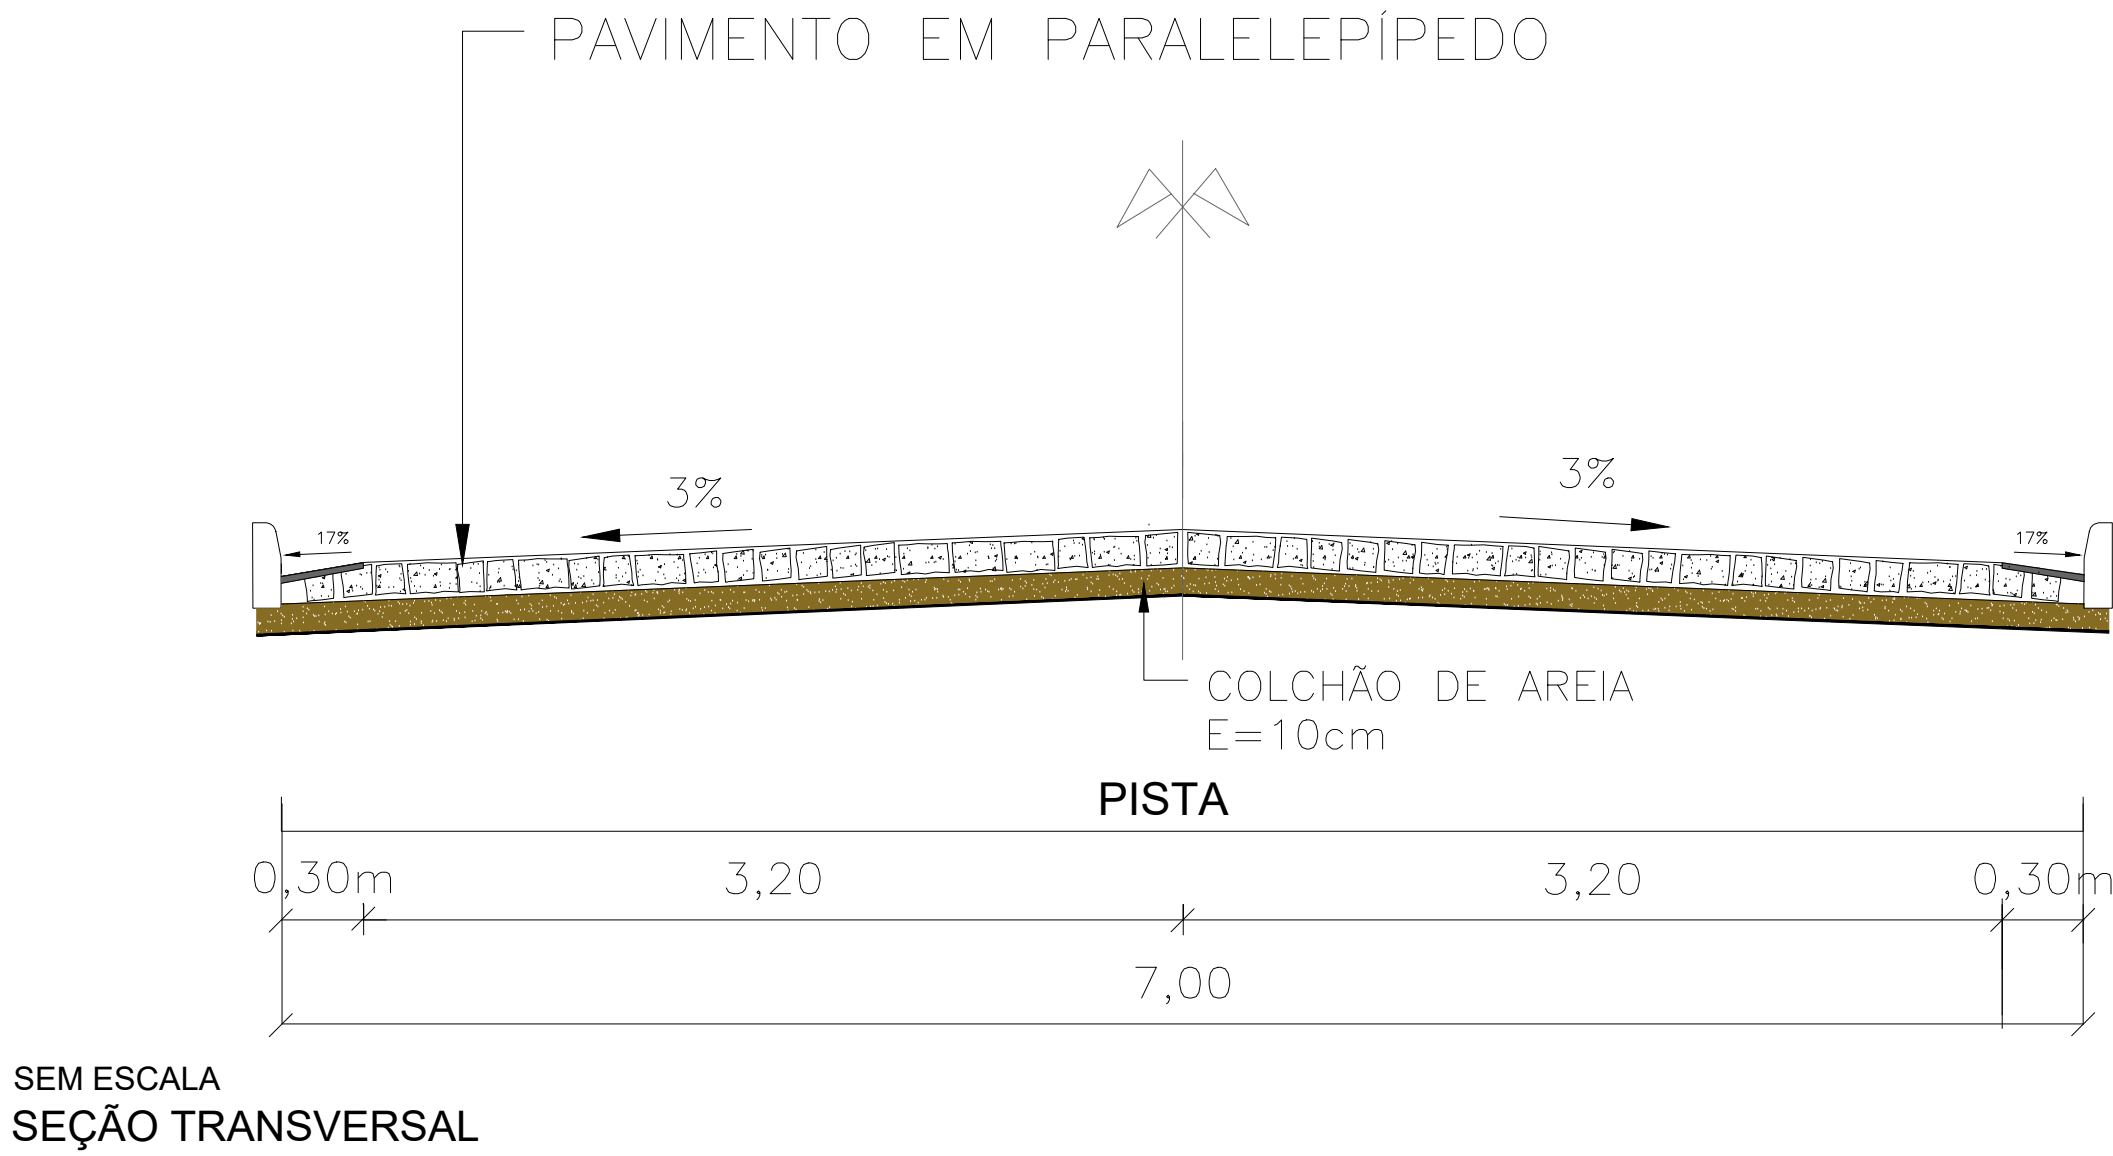 PAVIMENTO EM PARALELEPÍPEDO
3%
3%
17%
17%
COLCHÃO DE AREIA
E=10cm
PISTA
0,30m
3,20
3,20
0,30m
7,00
SEM ESCALA
SEÇÃO TRANSVERSAL